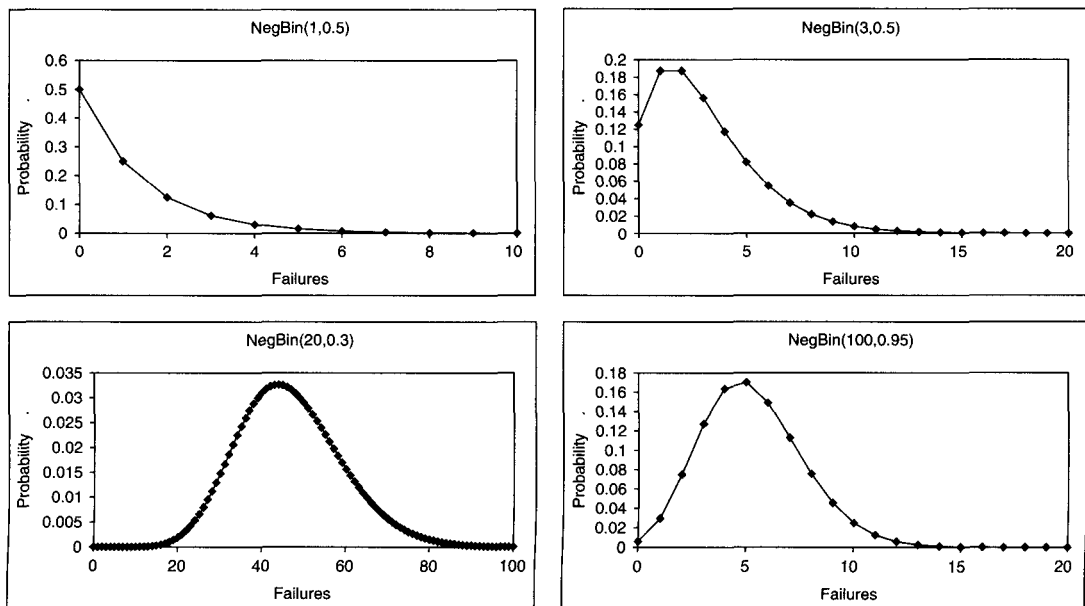 NegBin(1,0.5)
0.6
0.5
0.4
0.3
0.2
0.1
0
Probability
0 2 4 6 8 10
Failures
NegBin(3,0.5)
0.2
0.18
0.16
0.14
0.12
0.1
0.08
0.06
0.04
0.02
0
Probability
0 5 10 15 20
Failures
NegBin(20,0.3)
0.035
0.03
0.025
0.02
0.015
0.01
0.005
0
Probability
0 20 40 60 80 100
Failures
NegBin(100,0.95)
0.18
0.16
0.14
0.12
0.10
0.08
0.06
0.04
0.02
0
Probability
0 5 10 15 20
Failures